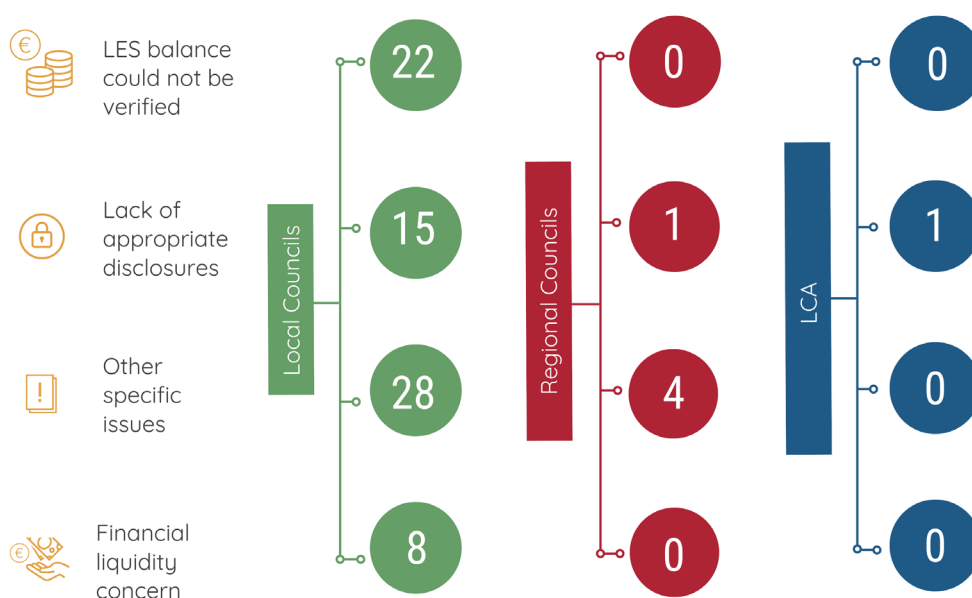 LES balance
could not be
verified
22
0
0
Lack of
appropriate
disclosures
15
1
1
Local Councils
Regional Councils
LCA
Other
specific
issues
28
4
0
Financial
liquidity
concern
8
0
0
€
!
€